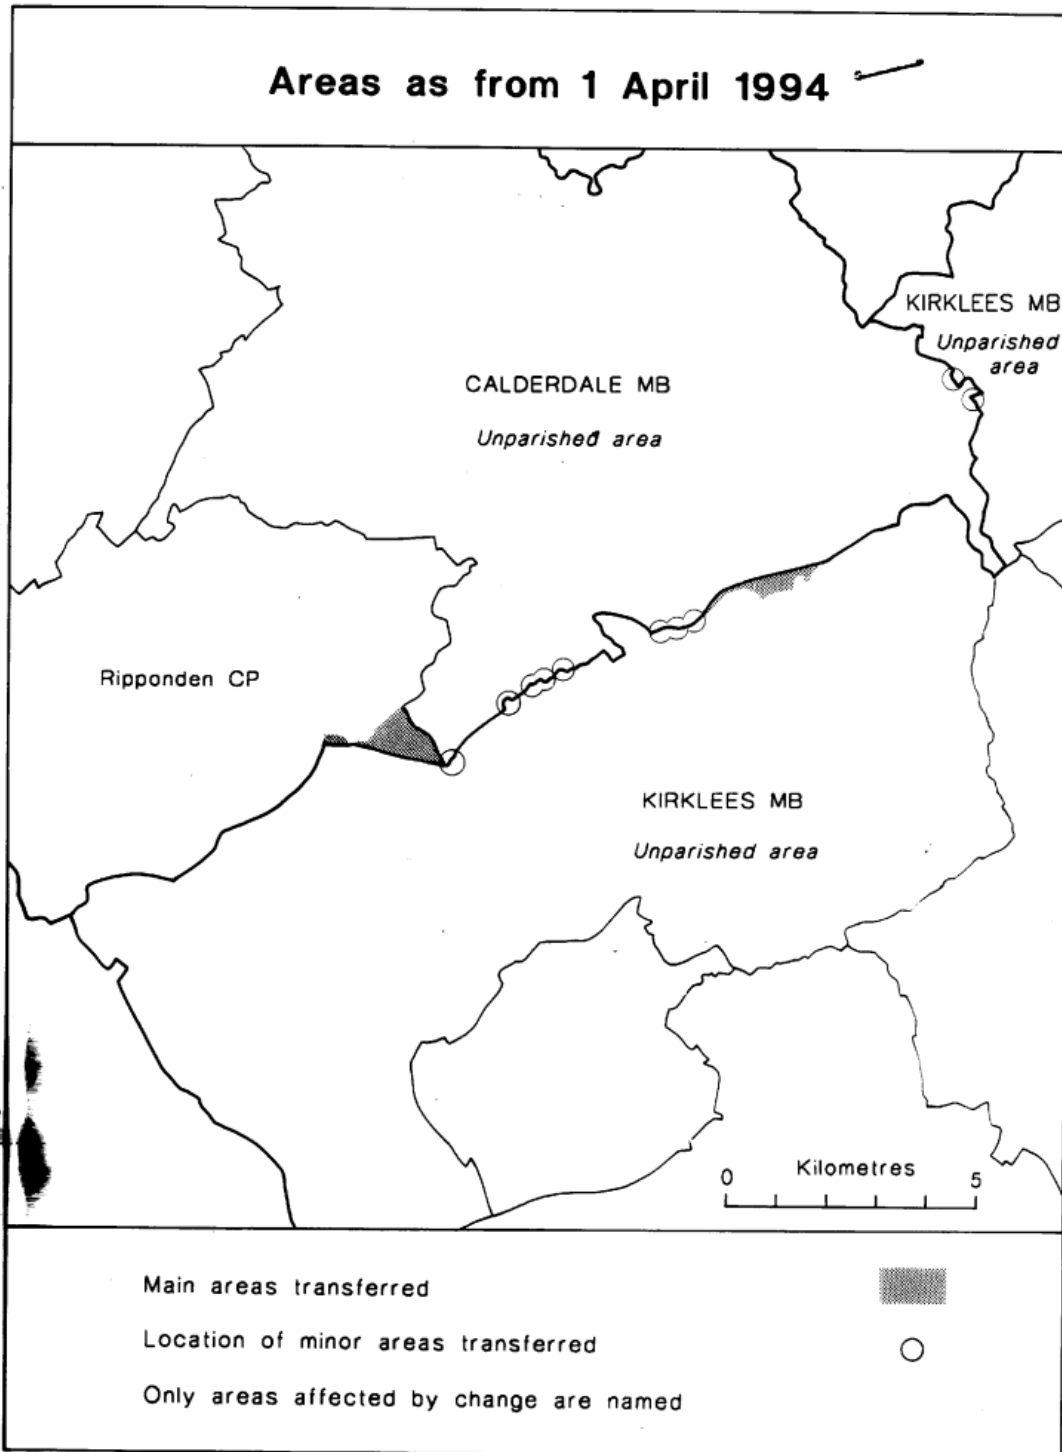 Areas as from 1 April 1994
KIRKLEES MB
Unparished
area
CALDERDALE MB
Unparished area
Ripponden CP
KIRKLEES MB
Unparished area
Kilometres
0 5
Main areas transferred
Location of minor areas transferred
Only areas affected by change are named